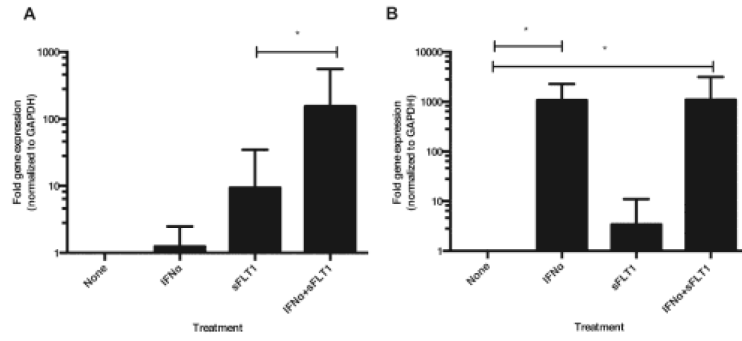 A
*
1000
100
10
1
Fold gene expression
(normalized to GAPDH)
None
IFNα
sFLT1
IFNα+sFLT1
Treatment
B
*
*
10000
1000
100
10
1
Fold gene expression
(normalized to GAPDH)
None
IFNα
sFLT1
IFNα+sFLT1
Treatment